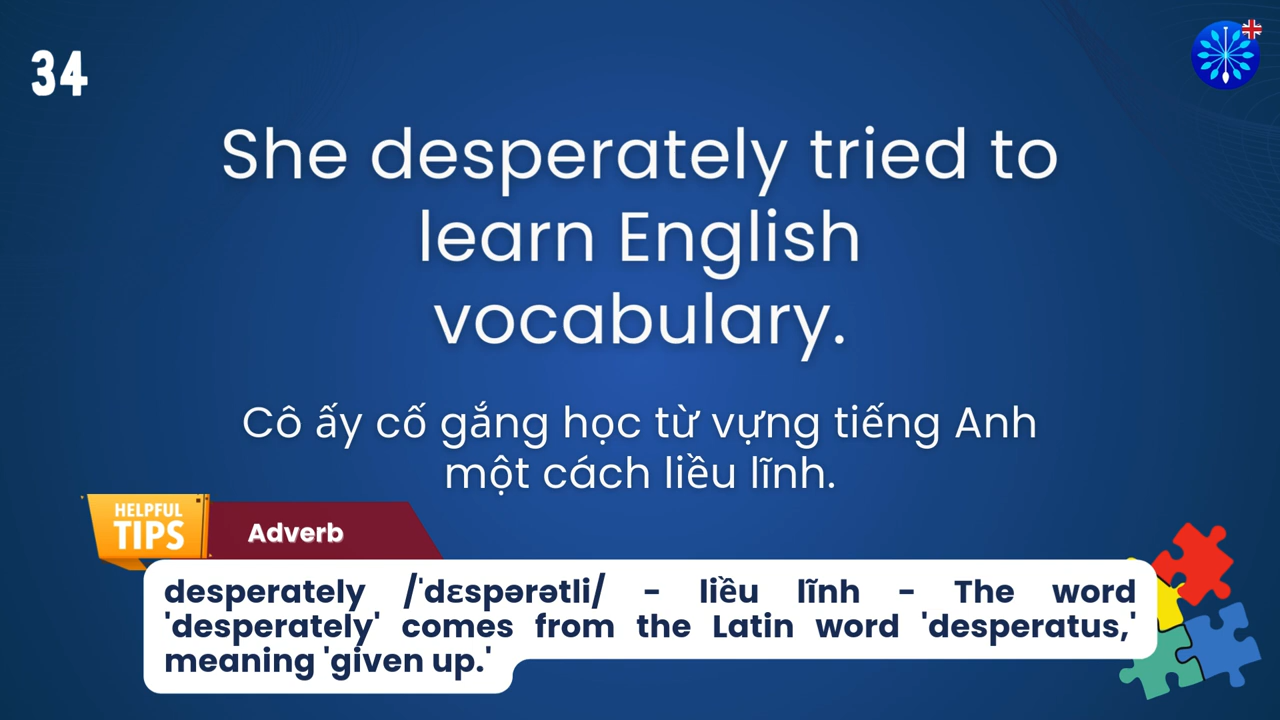 34
She desperately tried to
learn English
vocabulary.
Cô ấy cố gắng học từ vựng tiếng Anh
một cách liều lĩnh.
HELPFUL
TIPS
Adverb
desperately /ˈdɛspərətli/ - liều lĩnh - The word
'desperately' comes from the Latin word 'desperatus,'
meaning 'given up.'